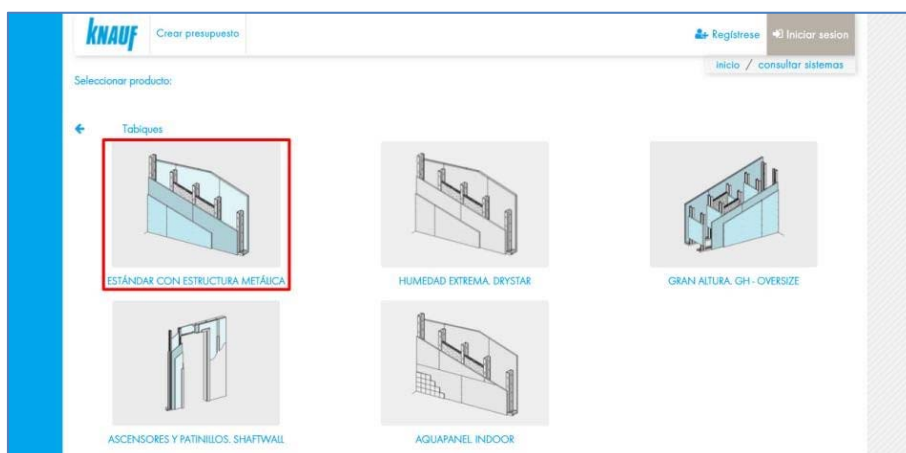 KNAUF
Crear presupuesto
Regístrese
Iniciar sesion
inicio / consultar sistemas
Seleccionar producto:
Tabiques
ESTÁNDAR CON ESTRUCTURA METÁLICA
HUMEDAD EXTREMA. DRYSTAR
GRAN ALTURA. GH - OVERSIZE
ASCENSORES Y PATINILLOS. SHAFTWALL
AQUAPANEL. INDOOR